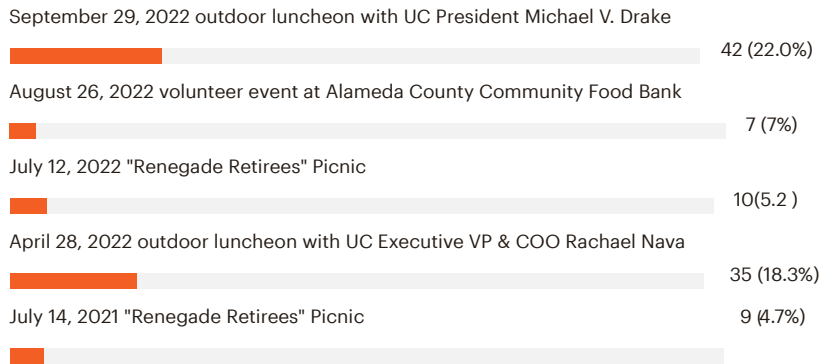 September 29, 2022 outdoor luncheon with UC President Michael V. Drake
42 (22.0%)
August 26, 2022 volunteer event at Alameda County Community Food Bank
7 (7%)
July 12, 2022 "Renegade Retirees" Picnic
10(5.2 )
April 28, 2022 outdoor luncheon with UC Executive VP & COO Rachael Nava
35 (18.3%)
July 14, 2021 "Renegade Retirees" Picnic
9 (4.7%)